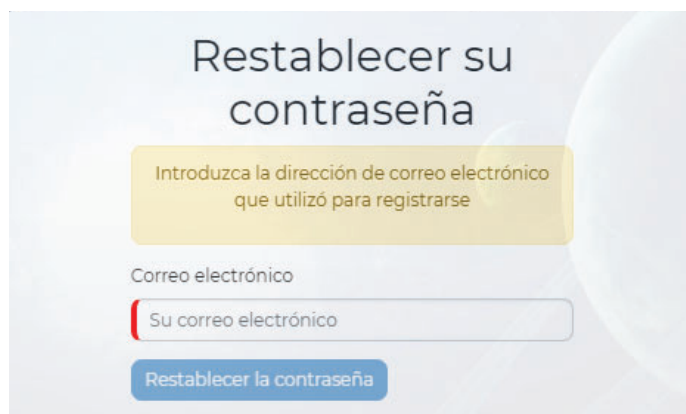 Restablecer su
contraseña
Introduzca la dirección de correo electrónico
que utilizó para registrarse
Correo electrónico
Su correo electrónico
Restablecer la contraseña